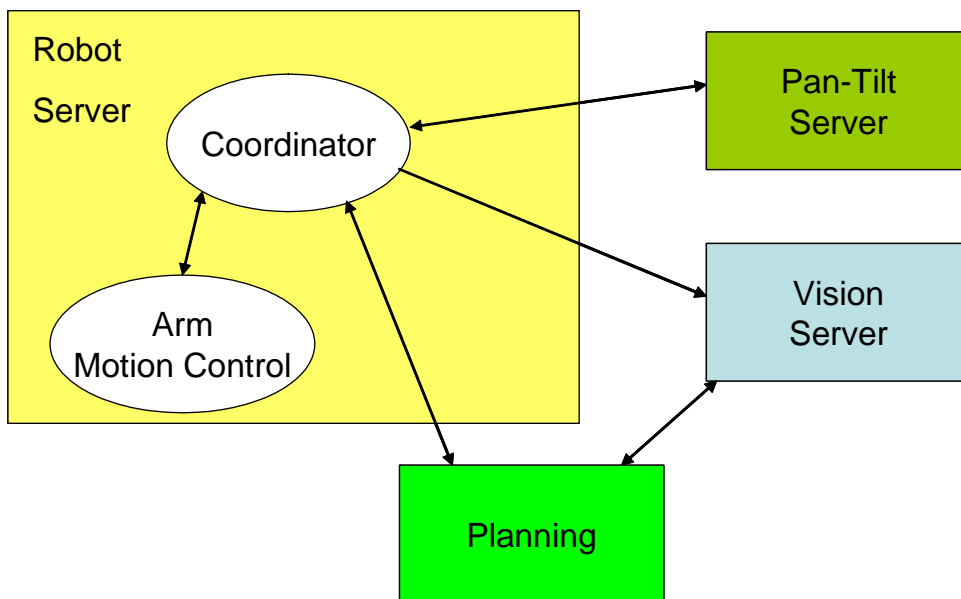 Robot
Server
Coordinator
Arm
Motion Control
Pan-Tilt
Server
Vision
Server
Planning